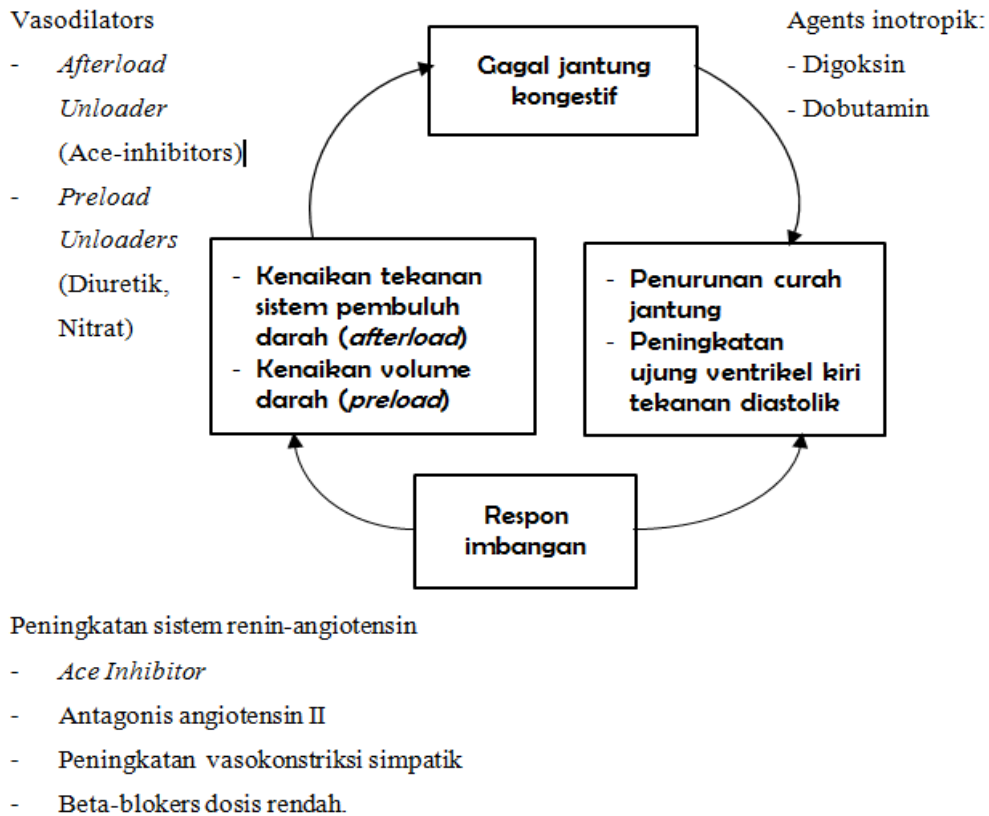 Vasodilators
- Afterload
Unloader
(Ace-inhibitors)
- Preload
Unloaders
(Diuretik,
Nitrat)
Gagal jantung
kongestif
Agents inotropik:
- Digoksin
- Dobutamin
- Kenaikan tekanan
sistem pembuluh
darah (afterload)
- Kenaikan volume
darah (preload)
- Penurunan curah
jantung
- Peningkatan
ujung ventrikel kiri
tekanan diastolik
Respon
imbangan
Peningkatan sistem renin-angiotensin
- Ace Inhibitor
- Antagonis angiotensin II
- Peningkatan vasokonstriksi simpatik
- Beta-blokers dosis rendah.